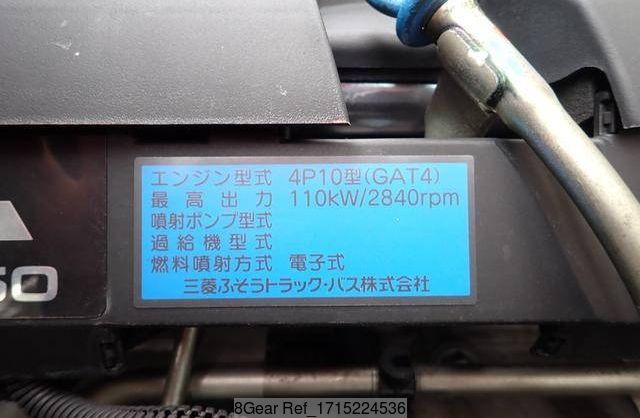 エンジン型式 4P10型(GAT4)
最高出力 110kW/2840rpm
噴射ポンプ型式
過給機型式
燃料噴射方式 電子式
三菱ふそうトラック・バス株式会社
50
8Gear Ref_1715224536